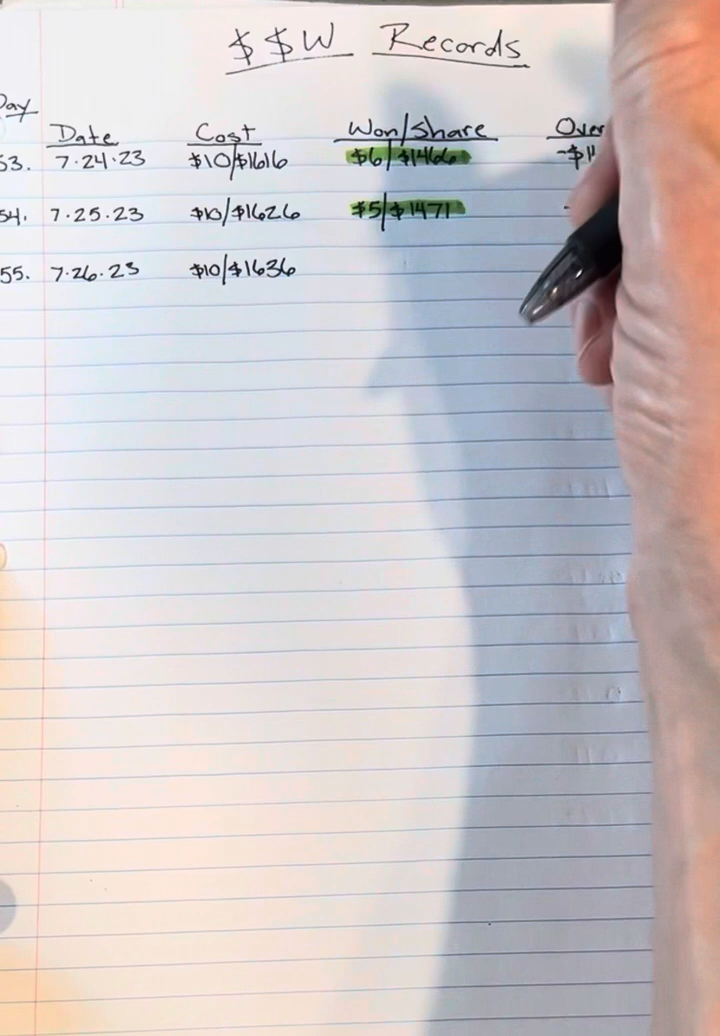 $$W Records
Day
Date Cost Won/Share Over
53. 7.24.23 $10/$1616 $6/$1466
54. 7.25.23 $10/$1626 $5/$1471
55. 7.26.23 $10/$1636